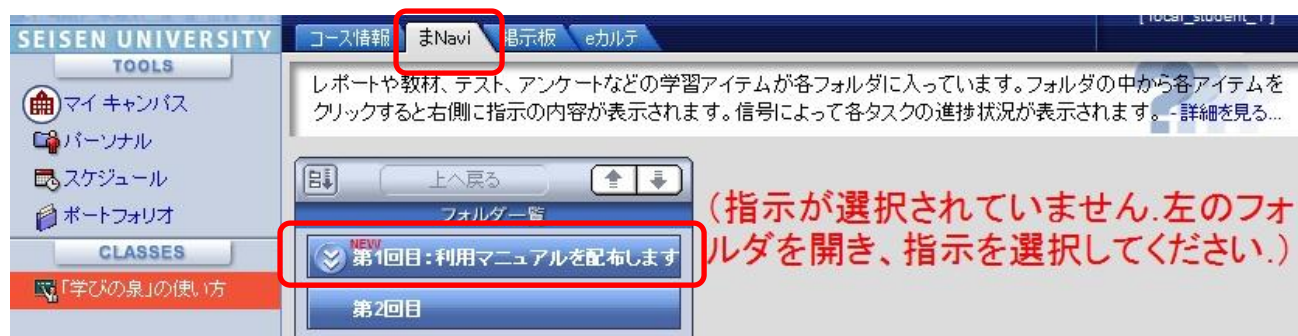 [local_student_1]
SEISEN UNIVERSITY
コース情報
まNavi
掲示板
eカルテ
TOOLS
マイ キャンパス
パーソナル
スケジュール
ポートフォリオ
CLASSES
「学びの泉」の使い方
レポートや教材、テスト、アンケートなどの学習アイテムが各フォルダに入っています。フォルダの中から各アイテムを
クリックすると右側に指示の内容が表示されます。信号によって各タスクの進捗状況が表示されます。 -詳細を見る...
上へ戻る
フォルダ一覧
NEW
第1回目：利用マニュアルを配布します
第2回目
(指示が選択されていません.左のフォ
ルダを開き、指示を選択してください.)